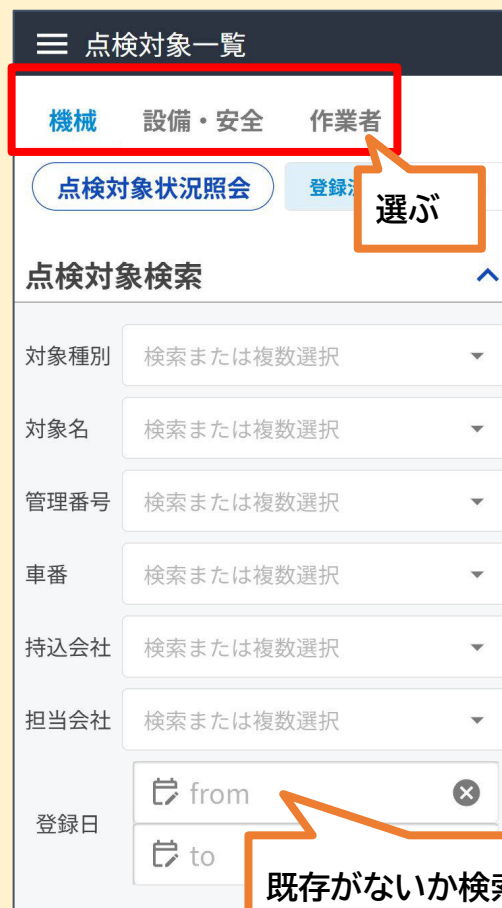 点検対象一覧
機械 設備・安全 作業者
点検対象状況照会 登録
選ぶ
点検対象検索
対象種別 検索または複数選択
対象名 検索または複数選択
管理番号 検索または複数選択
車番 検索または複数選択
持込会社 検索または複数選択
担当会社 検索または複数選択
登録日
from
to
既存がないか検索